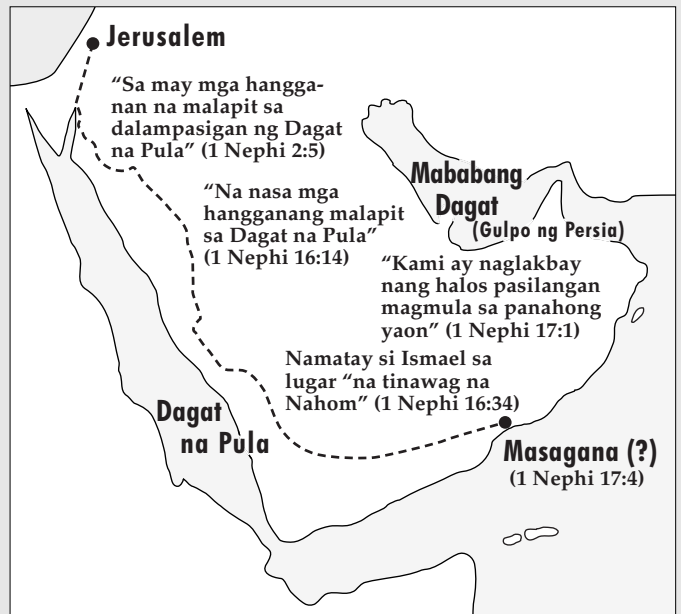 Jerusalem
“Sa may mga hangga-
nan na malapit sa
dalampasigan ng Dagat
na Pula” (1 Nephi 2:5)
“Na nasa mga
hangganang malapit
sa Dagat na Pula”
(1 Nephi 16:14)
Mababang
Dagat
(Gulpo ng Persia)
“Kami ay naglakbay
nang halos pasilangan
magmula sa panahong
yaon” (1 Nephi 17:1)
Namatay si Ismael sa
lugar “na tinawag na
Nahom” (1 Nephi 16:34)
Dagat
na Pula
Masagana (?)
(1 Nephi 17:4)